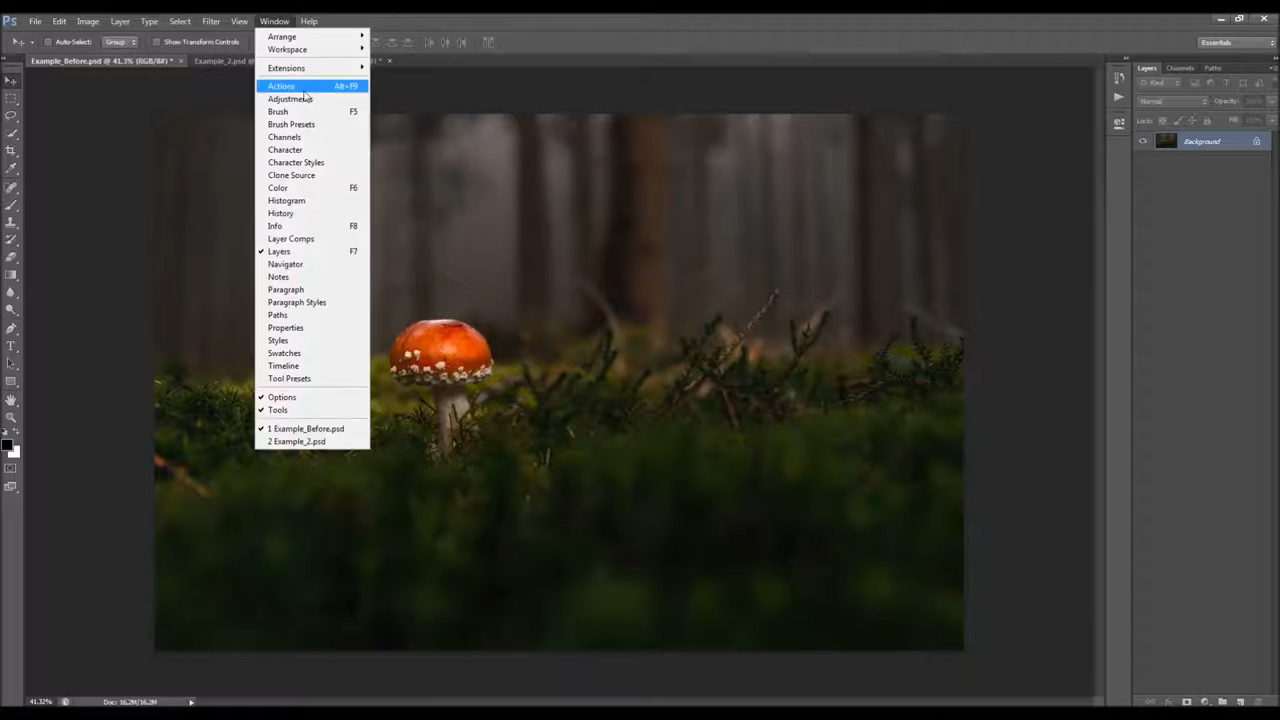 Ps File Edit Image Layer Type Select Filter View Window Help
Auto-Select: Group Show Transform Controls Essentials
Example_Before.psd @ 41,3% (RGB/8#) * × Example_2.psd @ * ×
Arrange
Workspace
Extensions
Actions Alt+F9
Adjustments
Brush F5
Brush Presets
Channels
Character
Character Styles
Clone Source
Color F6
Histogram
History
Info F8
Layer Comps
Layers F7
Navigator
Notes
Paragraph
Paragraph Styles
Paths
Properties
Styles
Swatches
Timeline
Tool Presets
Options
Tools
1 Example_Before.psd
2 Example_2.psd
Layers Channels Paths
Kind
Normal Opacity:
Lock: Fill:
Background
41,32% Doc: 16,2M/16,2M